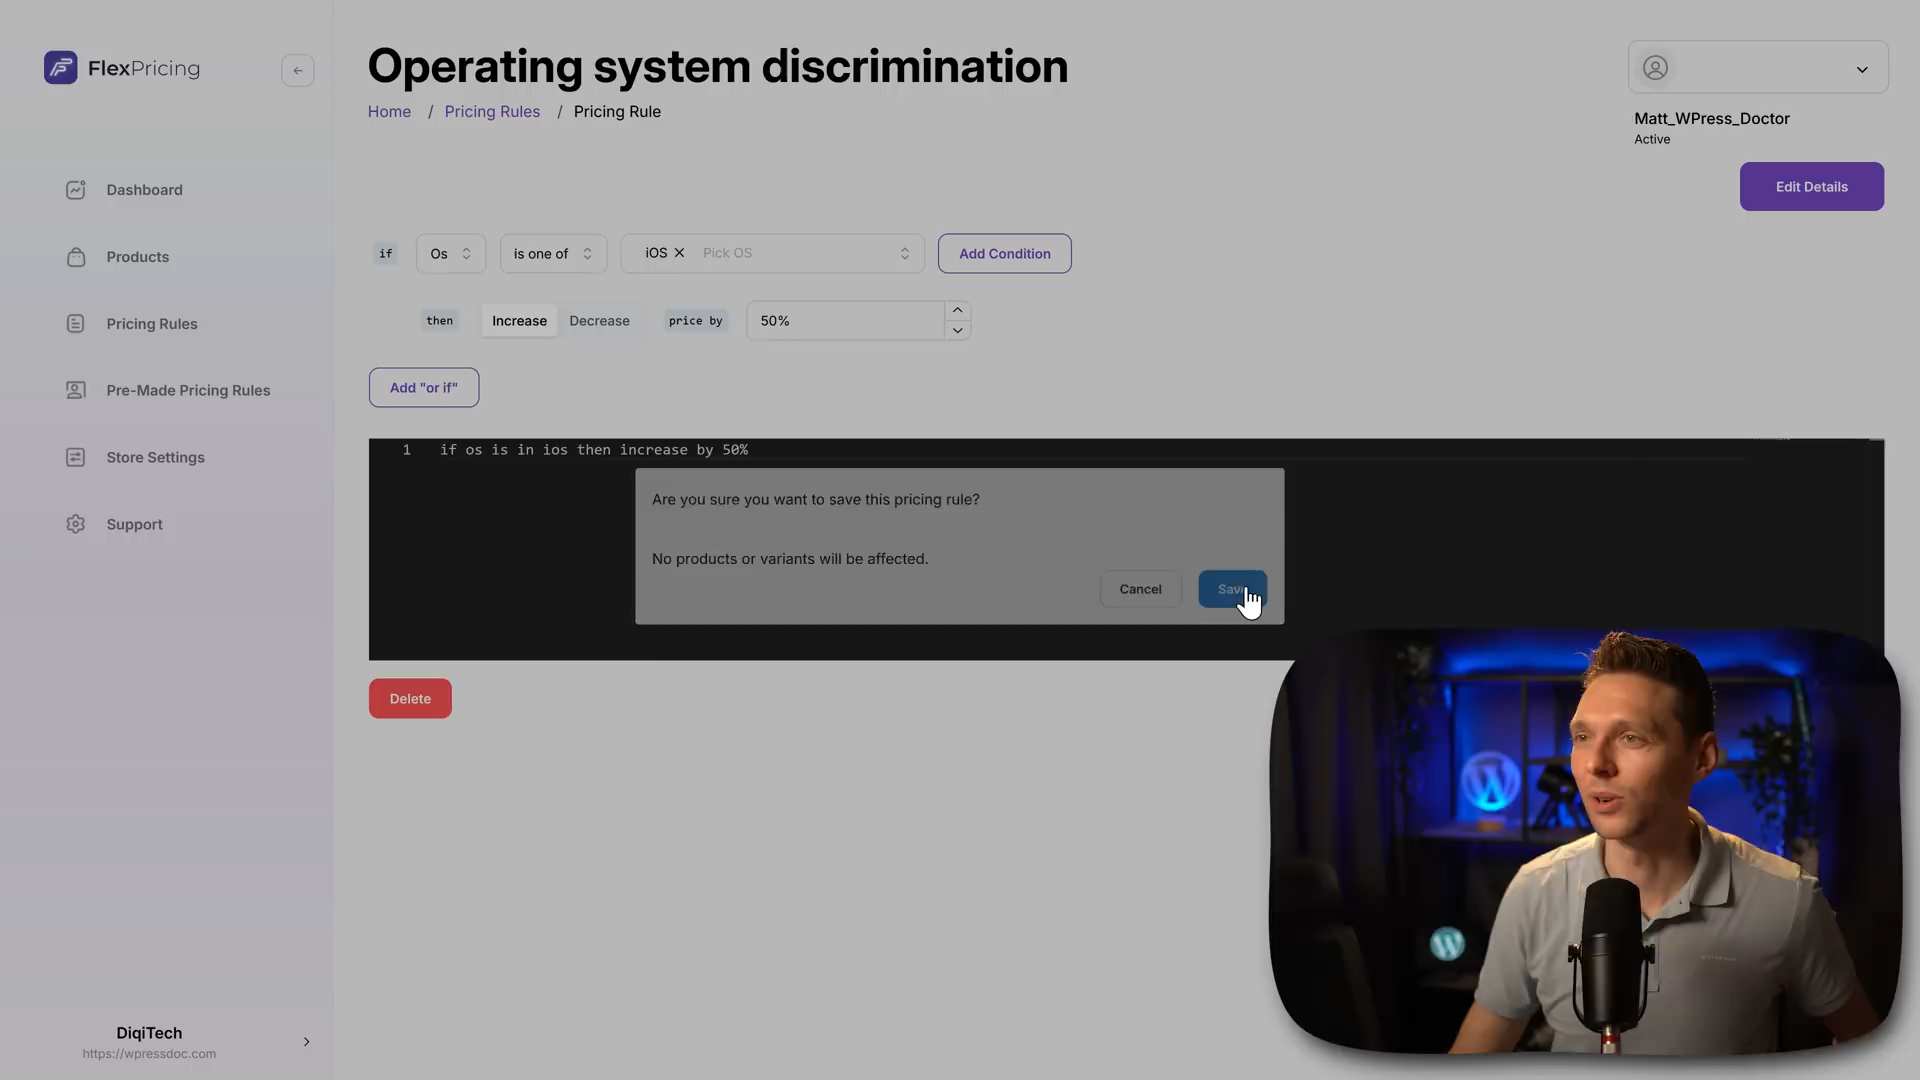 FlexPricing
Operating system discrimination
Home / Pricing Rules / Pricing Rule
Matt_WPress_Doctor
Active
Edit Details
Dashboard
Products
Pricing Rules
Pre-Made Pricing Rules
Store Settings
Support
if Os is one of iOS Pick OS Add Condition
then Increase Decrease price by 50%
Add "or if"
1 if os is in ios then increase by 50%
Are you sure you want to save this pricing rule?
No products or variants will be affected.
Cancel Save
Delete
DiqiTech
https://wpressdoc.com